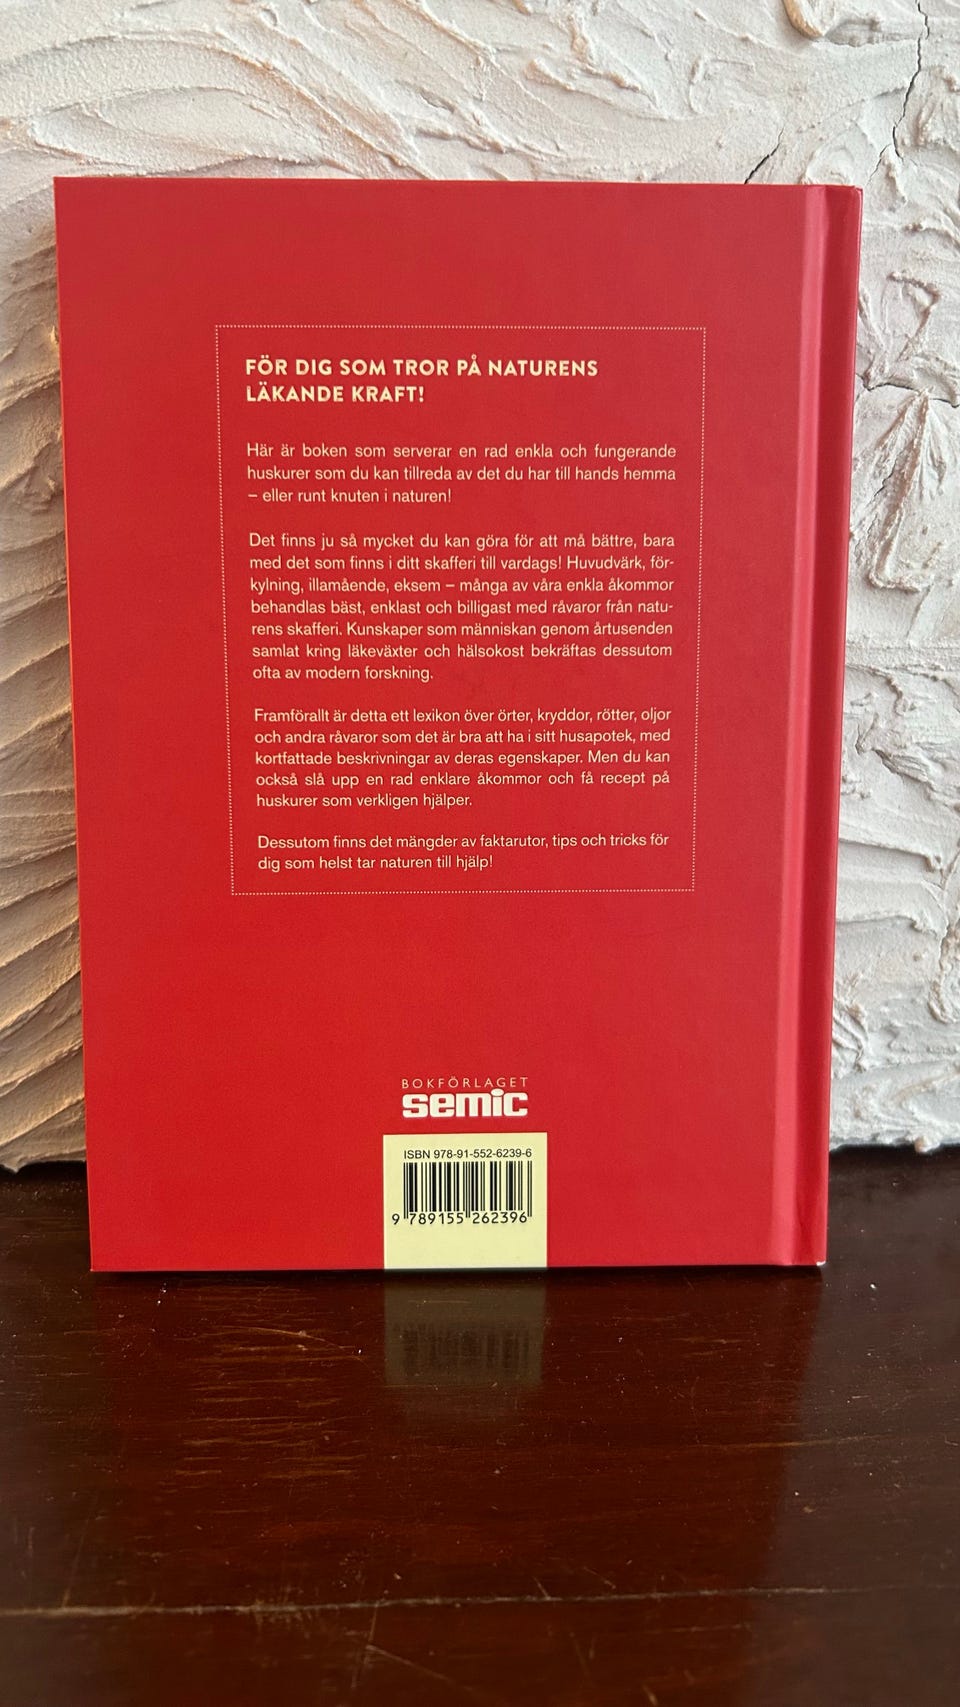 FÖR DIG SOM TROR PÅ NATURENS
LÄKANDE KRAFT!
Här är boken som serverar en rad enkla och fungerande
huskurer som du kan tillreda av det du har till hands hemma
– eller runt knuten i naturen!
Det finns ju så mycket du kan göra för att må bättre, bara
med det som finns i ditt skafferi till vardags! Huvudvärk, för-
kylning, illamående, eksem – många av våra enkla åkommor
behandlas bäst, enklast och billigast med råvaror från natu-
rens skafferi. Kunskaper som människan genom årtusenden
samlat kring läkeväxter och hälsokost bekräftas dessutom
ofta av modern forskning.
Framförallt är detta ett lexikon över örter, kryddor, rötter, oljor
och andra råvaror som det är bra att ha i sitt husapotek, med
kortfattade beskrivningar av deras egenskaper. Men du kan
också slå upp en rad enklare åkommor och få recept på
huskurer som verkligen hjälper.
Dessutom finns det mängder av faktarutor, tips och tricks för
dig som helst tar naturen till hjälp!
BOKFÖRLAGET
semic
ISBN 978-91-552-6239-6
9 789155 262396